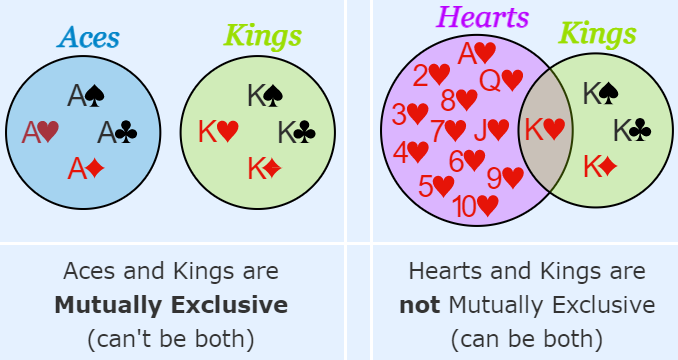 Aces
Kings
A♠
A♥
A♣
A♦
K♠
K♥
K♣
K♦
Aces and Kings are
Mutually Exclusive
(can't be both)
Hearts
Kings
A♥
2♥
Q♥
8♥
3♥
7♥
J♥
4♥
6♥
5♥
9♥
10♥
K♥
K♠
K♣
K♦
Hearts and Kings are
not Mutually Exclusive
(can be both)